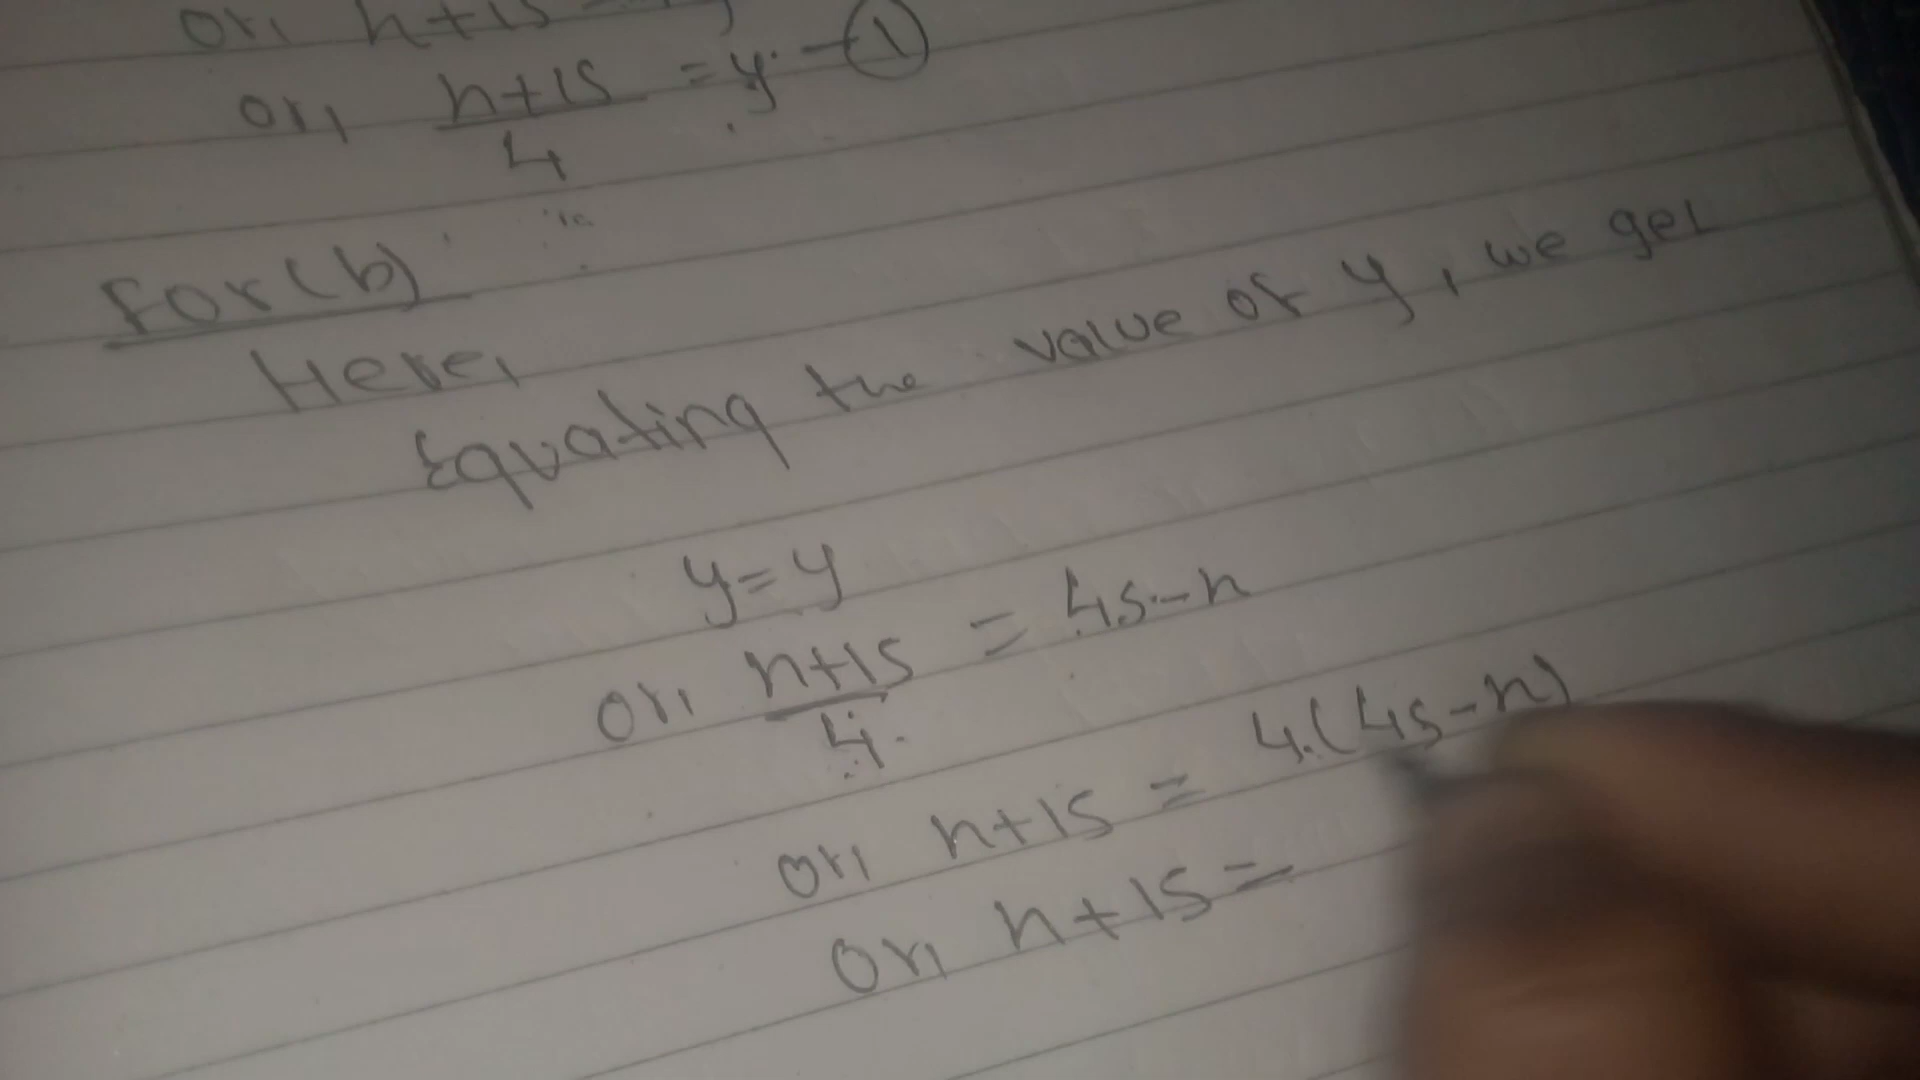 or, n+15
or, n+15/4 = y - ①
For (b)
Here,
Equating the value of y, we get
y = y
or, n+15/4 = 45-n
or, n+15 = 4.(45-n)
or, n+15 =